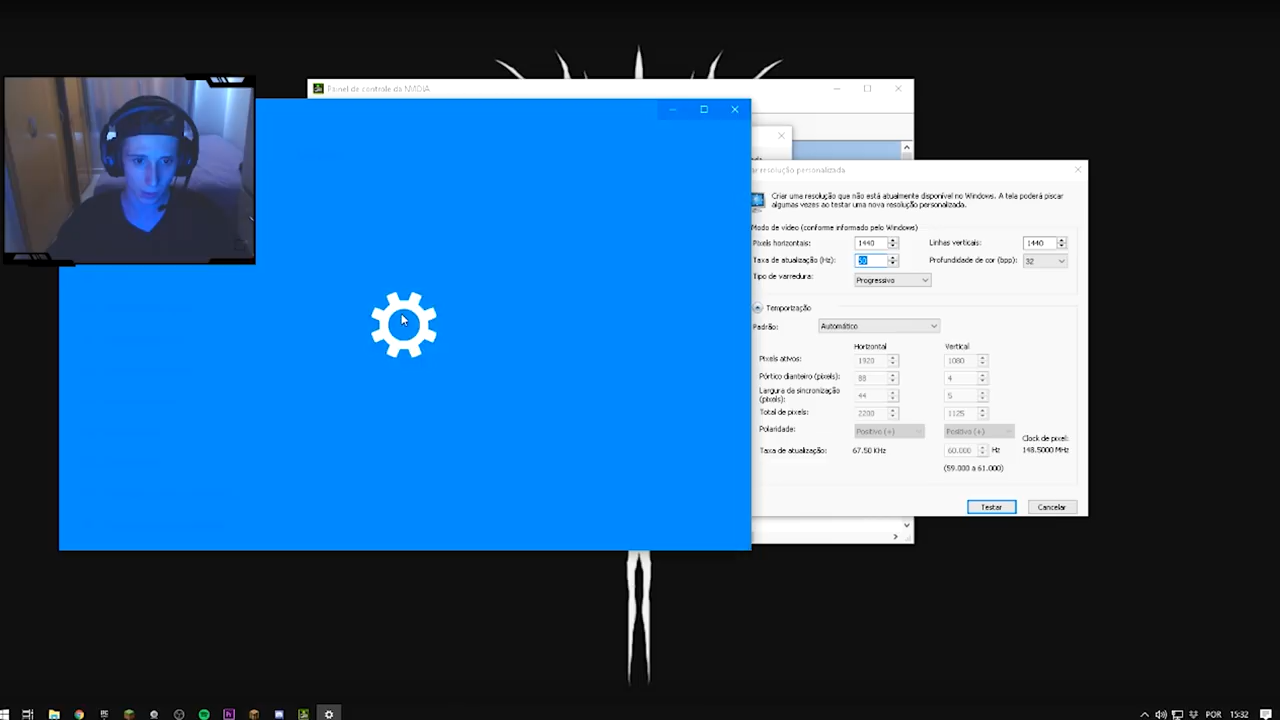 Painel de controle da NVIDIA
ar resolução personalizada
Criar uma resolução que não está atualmente disponível no Windows. A tela poderá piscar
algumas vezes ao testar uma nova resolução personalizada.
Modo de vídeo (conforme informado pelo Windows)
Pixels horizontais: 1440 Linhas verticais: 1440
Taxa de atualização (Hz): Profundidade de cor (bpp): 32
Tipo de varredura: Progressivo
Temporização
Padrão: Automático
Horizontal Vertical
Pixels ativos: 1920 1080
Pórtico dianteiro (pixels): 88 4
Largura da sincronização
(pixels): 44 5
Total de pixels: 2200 1125
Polaridade: Positivo (+) Positivo (+)
Clock de pixel:
Taxa de atualização: 67.50 KHz 60.000 Hz 148.5000 MHz
(59.000 a 61.000)
Testar Cancelar
POR 15:32